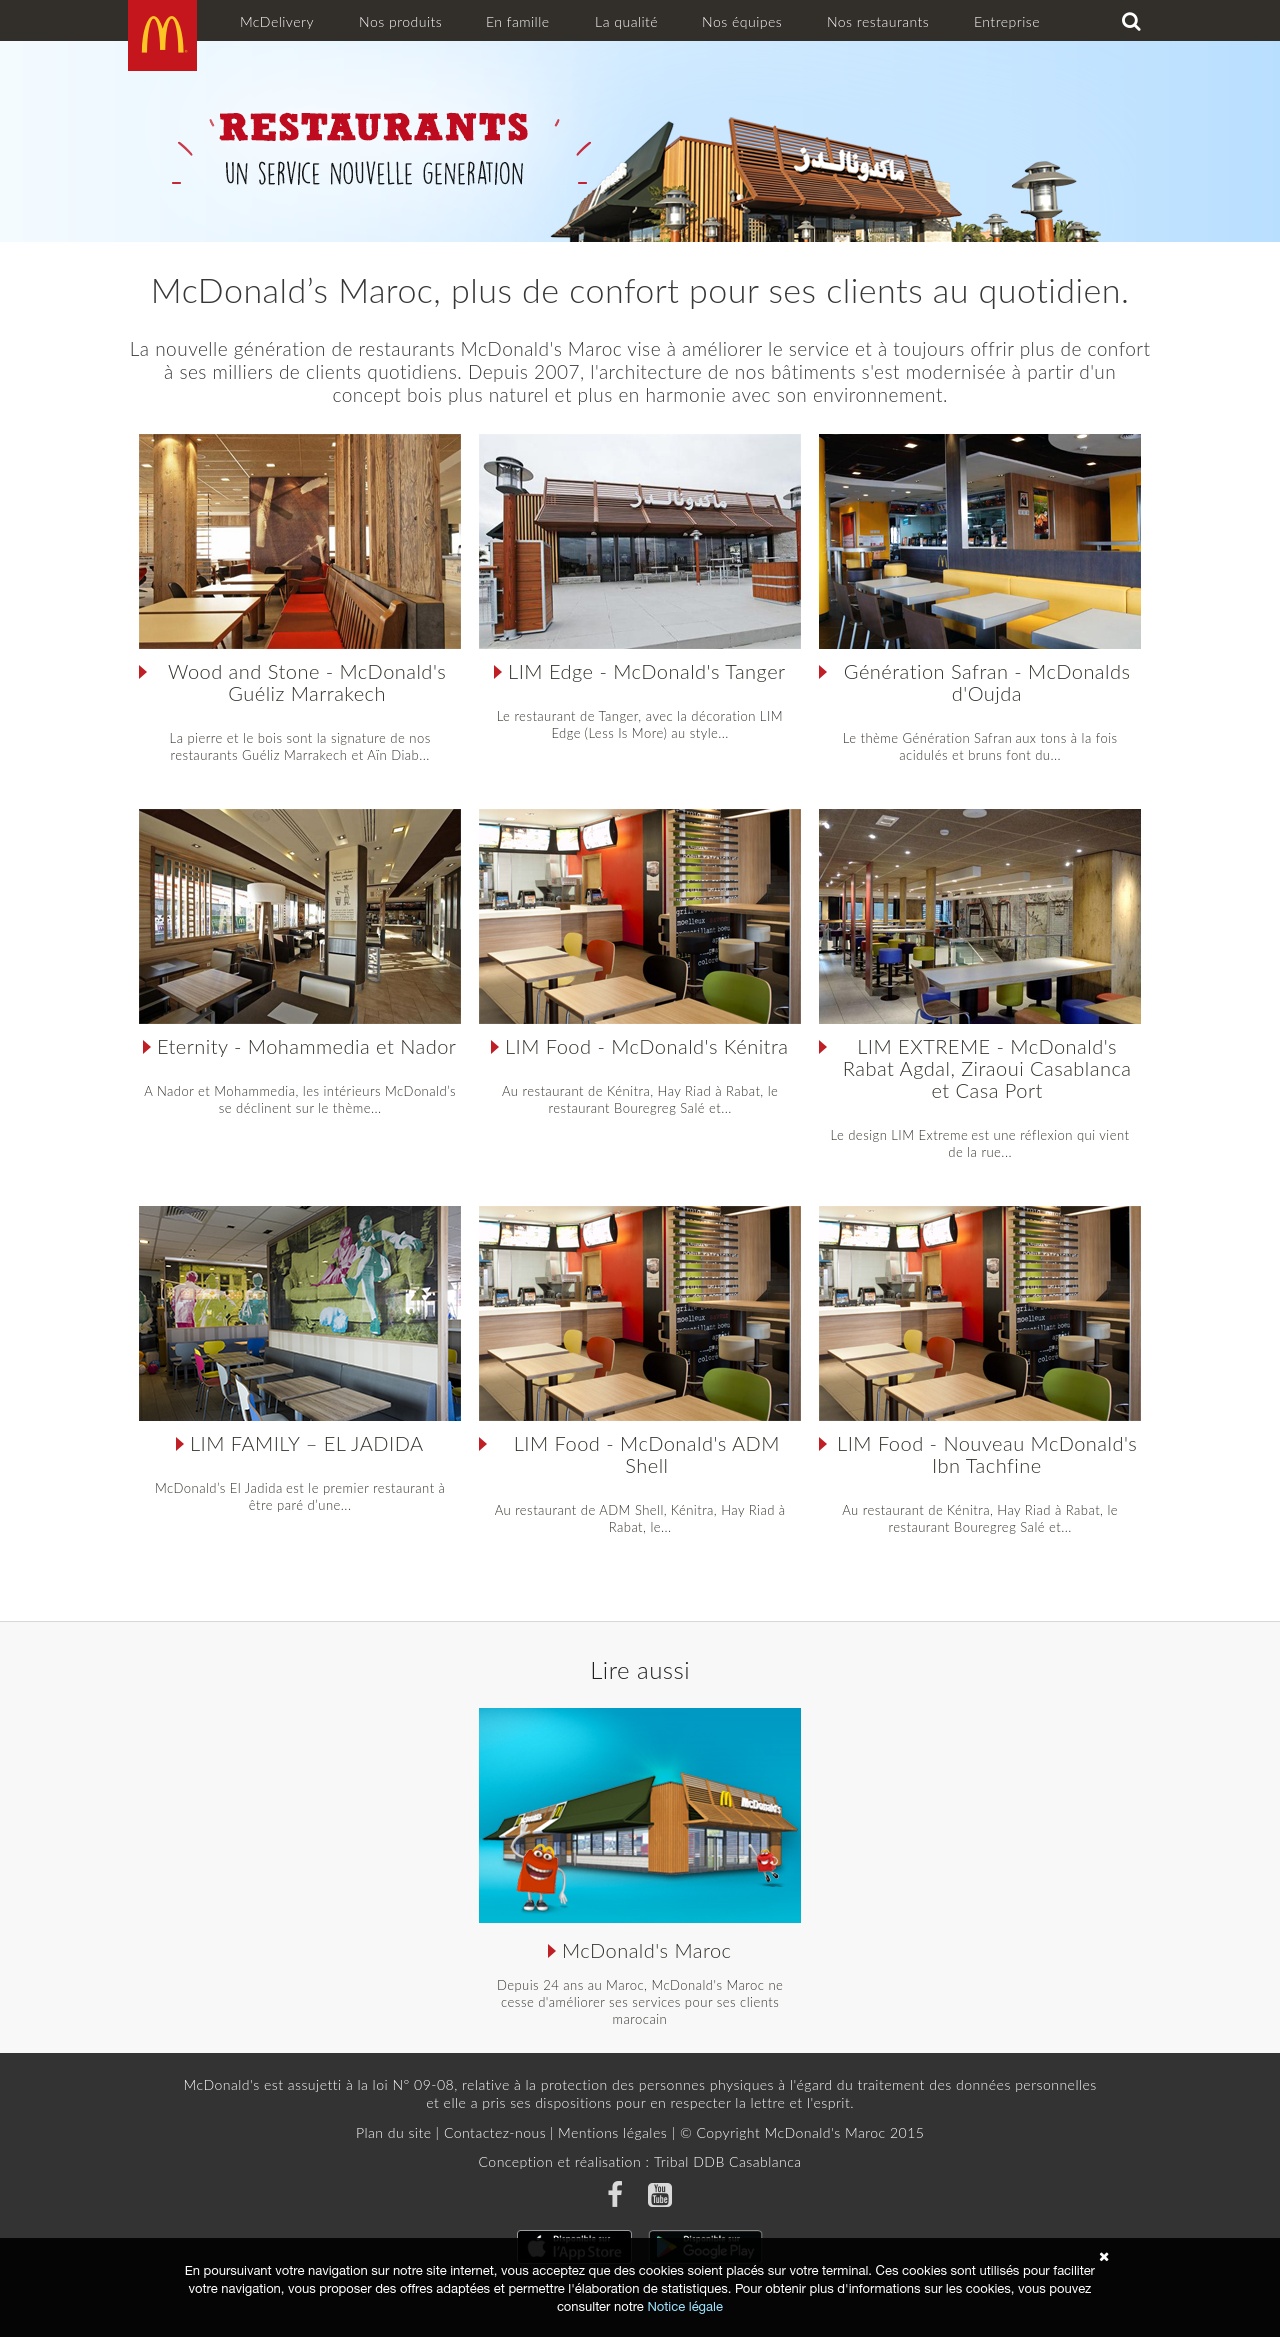 McDelivery Nos produits En famille La qualité Nos équipes Nos restaurants Entreprise
RESTAURANTS
UN SERVICE NOUVELLE GENERATION
ماكدونالدز
McDonald’s Maroc, plus de confort pour ses clients au quotidien.
La nouvelle génération de restaurants McDonald's Maroc vise à améliorer le service et à toujours offrir plus de confort
à ses milliers de clients quotidiens. Depuis 2007, l'architecture de nos bâtiments s'est modernisée à partir d'un
concept bois plus naturel et plus en harmonie avec son environnement.
ماكدونالدز
Wood and Stone - McDonald's
Guéliz Marrakech
La pierre et le bois sont la signature de nos
restaurants Guéliz Marrakech et Aïn Diab...
LIM Edge - McDonald's Tanger
Le restaurant de Tanger, avec la décoration LIM
Edge (Less Is More) au style...
Génération Safran - McDonalds
d'Oujda
Le thème Génération Safran aux tons à la fois
acidulés et bruns font du...
moelleux
coloré
Eternity - Mohammedia et Nador
A Nador et Mohammedia, les intérieurs McDonald’s
se déclinent sur le thème...
LIM Food - McDonald's Kénitra
Au restaurant de Kénitra, Hay Riad à Rabat, le
restaurant Bouregreg Salé et...
LIM EXTREME - McDonald's
Rabat Agdal, Ziraoui Casablanca
et Casa Port
Le design LIM Extreme est une réflexion qui vient
de la rue...
moelleux
coloré
moelleux
coloré
LIM FAMILY – EL JADIDA
McDonald’s El Jadida est le premier restaurant à
être paré d’une...
LIM Food - McDonald's ADM
Shell
Au restaurant de ADM Shell, Kénitra, Hay Riad à
Rabat, le...
LIM Food - Nouveau McDonald's
Ibn Tachfine
Au restaurant de Kénitra, Hay Riad à Rabat, le
restaurant Bouregreg Salé et...
Lire aussi
McDonald's
McDonald's Maroc
Depuis 24 ans au Maroc, McDonald's Maroc ne
cesse d'améliorer ses services pour ses clients
marocain
McDonald's est assujetti à la loi N° 09-08, relative à la protection des personnes physiques à l'égard du traitement des données personnelles
et elle a pris ses dispositions pour en respecter la lettre et l'esprit.
Plan du site | Contactez-nous | Mentions légales | © Copyright McDonald's Maroc 2015
Conception et réalisation : Tribal DDB Casablanca
You
Tube
Disponible sur
l'App Store
Disponible sur
Google Play
En poursuivant votre navigation sur notre site internet, vous acceptez que des cookies soient placés sur votre terminal. Ces cookies sont utilisés pour faciliter
votre navigation, vous proposer des offres adaptées et permettre l'élaboration de statistiques. Pour obtenir plus d'informations sur les cookies, vous pouvez
consulter notre Notice légale